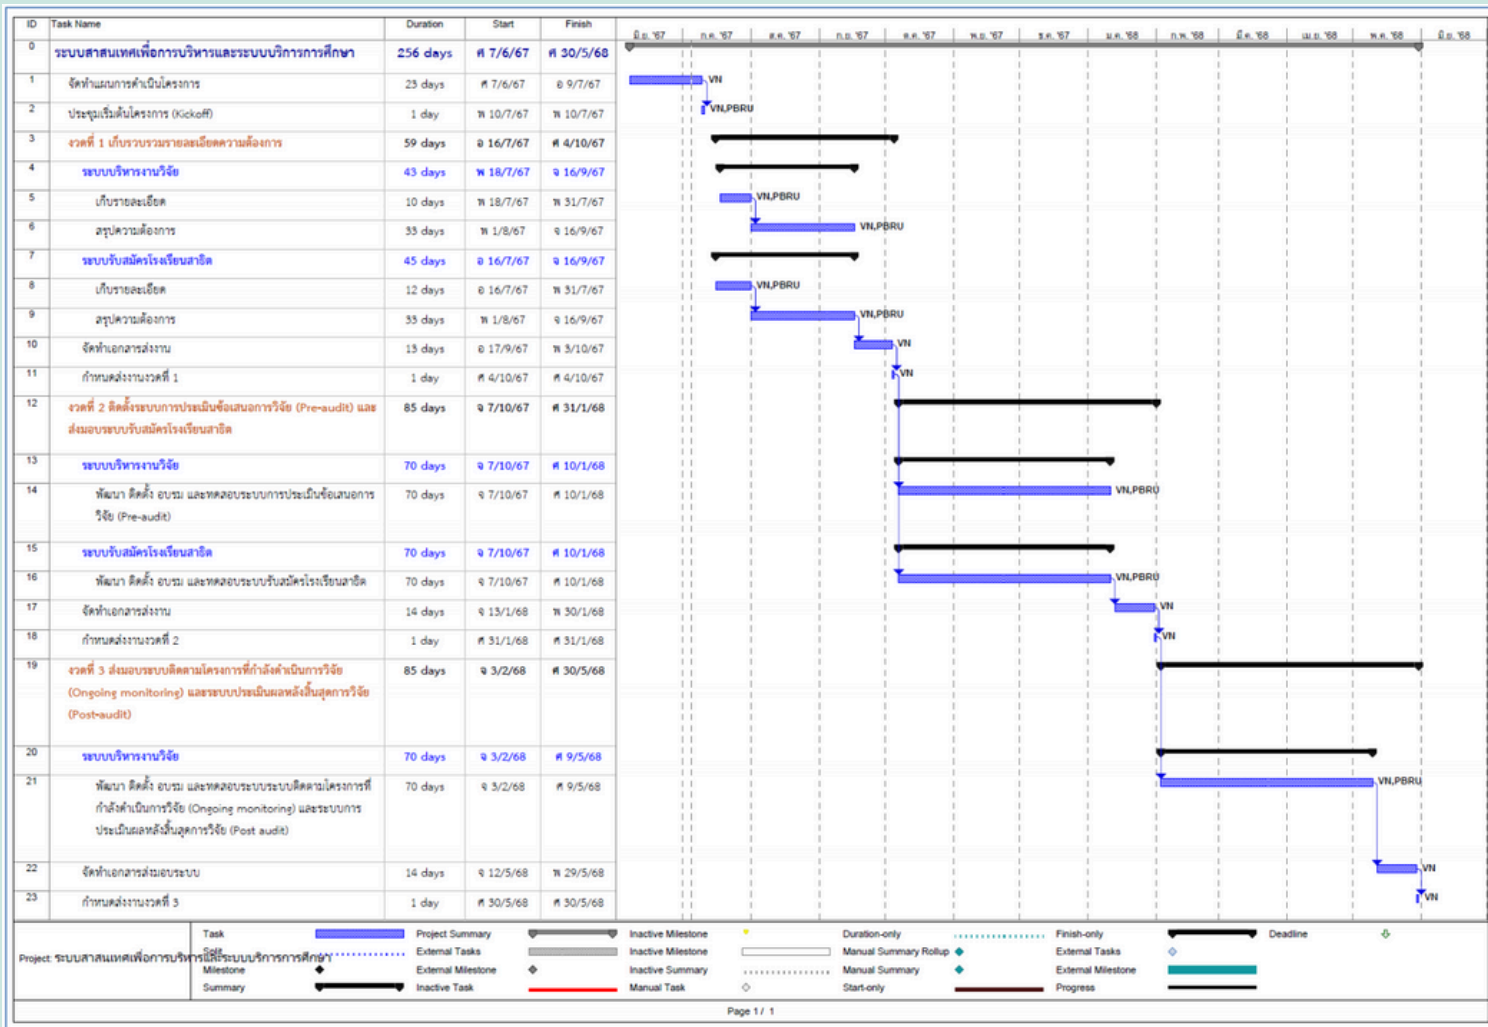 ID Task Name Duration Start Finish
มิ.ย. '67 ก.ค. '67 ส.ค. '67 ก.ย. '67 ต.ค. '67 พ.ย. '67 ธ.ค. '67 ม.ค. '68 ก.พ. '68 มี.ค. '68 เม.ย. '68 พ.ค. '68 มิ.ย. '68
0 ระบบสาสนเทศเพื่อการบริหารและระบบบริการการศึกษา 256 days ศ 7/6/67 ศ 30/5/68
1 จัดทำแผนการดำเนินโครงการ 23 days ศ 7/6/67 อ 9/7/67 VN
2 ประชุมเริ่มต้นโครงการ (Kickoff) 1 day พ 10/7/67 พ 10/7/67 VN,PBRU
3 งวดที่ 1 เก็บรวบรวมรายละเอียดความต้องการ 59 days อ 16/7/67 ศ 4/10/67
4 ระบบบริหารงานวิจัย 43 days พ 18/7/67 จ 16/9/67
5 เก็บรายละเอียด 10 days พ 18/7/67 พ 31/7/67 VN,PBRU
6 สรุปความต้องการ 33 days พ 1/8/67 จ 16/9/67 VN,PBRU
7 ระบบรับสมัครโรงเรียนสาธิต 45 days อ 16/7/67 จ 16/9/67
8 เก็บรายละเอียด 12 days อ 16/7/67 พ 31/7/67 VN,PBRU
9 สรุปความต้องการ 33 days พ 1/8/67 จ 16/9/67 VN,PBRU
10 จัดทำเอกสารส่งงาน 13 days อ 17/9/67 พ 3/10/67 VN
11 กำหนดส่งงานงวดที่ 1 1 day ศ 4/10/67 ศ 4/10/67 VN
12 งวดที่ 2 ติดตั้งระบบการประเมินข้อเสนอการวิจัย (Pre-audit) และ 85 days จ 7/10/67 ศ 31/1/68
ส่งมอบระบบรับสมัครโรงเรียนสาธิต
13 ระบบบริหารงานวิจัย 70 days จ 7/10/67 ศ 10/1/68
14 พัฒนา ติดตั้ง อบรม และทดสอบระบบการประเมินข้อเสนอการ 70 days จ 7/10/67 ศ 10/1/68 VN,PBRU
วิจัย (Pre-audit)
15 ระบบรับสมัครโรงเรียนสาธิต 70 days จ 7/10/67 ศ 10/1/68
16 พัฒนา ติดตั้ง อบรม และทดสอบระบบรับสมัครโรงเรียนสาธิต 70 days จ 7/10/67 ศ 10/1/68 VN,PBRU
17 จัดทำเอกสารส่งงาน 14 days จ 13/1/68 พ 30/1/68 VN
18 กำหนดส่งงานงวดที่ 2 1 day ศ 31/1/68 ศ 31/1/68 VN
19 งวดที่ 3 ส่งมอบระบบติดตามโครงการที่กำลังดำเนินการวิจัย 85 days จ 3/2/68 ศ 30/5/68
(Ongoing monitoring) และระบบประเมินผลหลังสิ้นสุดการวิจัย
(Post-audit)
20 ระบบบริหารงานวิจัย 70 days จ 3/2/68 ศ 9/5/68
21 พัฒนา ติดตั้ง อบรม และทดสอบระบบระบบติดตามโครงการที่ 70 days จ 3/2/68 ศ 9/5/68 VN,PBRU
กำลังดำเนินการวิจัย (Ongoing monitoring) และระบบการ
ประเมินผลหลังสิ้นสุดการวิจัย (Post audit)
22 จัดทำเอกสารส่งมอบระบบ 14 days จ 12/5/68 พ 29/5/68 VN
23 กำหนดส่งงานงวดที่ 3 1 day ศ 30/5/68 ศ 30/5/68 VN
Task Project Summary Inactive Milestone Duration-only Finish-only Deadline
Split External Tasks Inactive Milestone Manual Summary Rollup External Tasks
Project: ระบบสาสนเทศเพื่อการบริหารและระบบบริการการศึกษา
Milestone External Milestone Inactive Summary Manual Summary External Milestone
Summary Inactive Task Manual Task Start-only Progress
Page 1 / 1